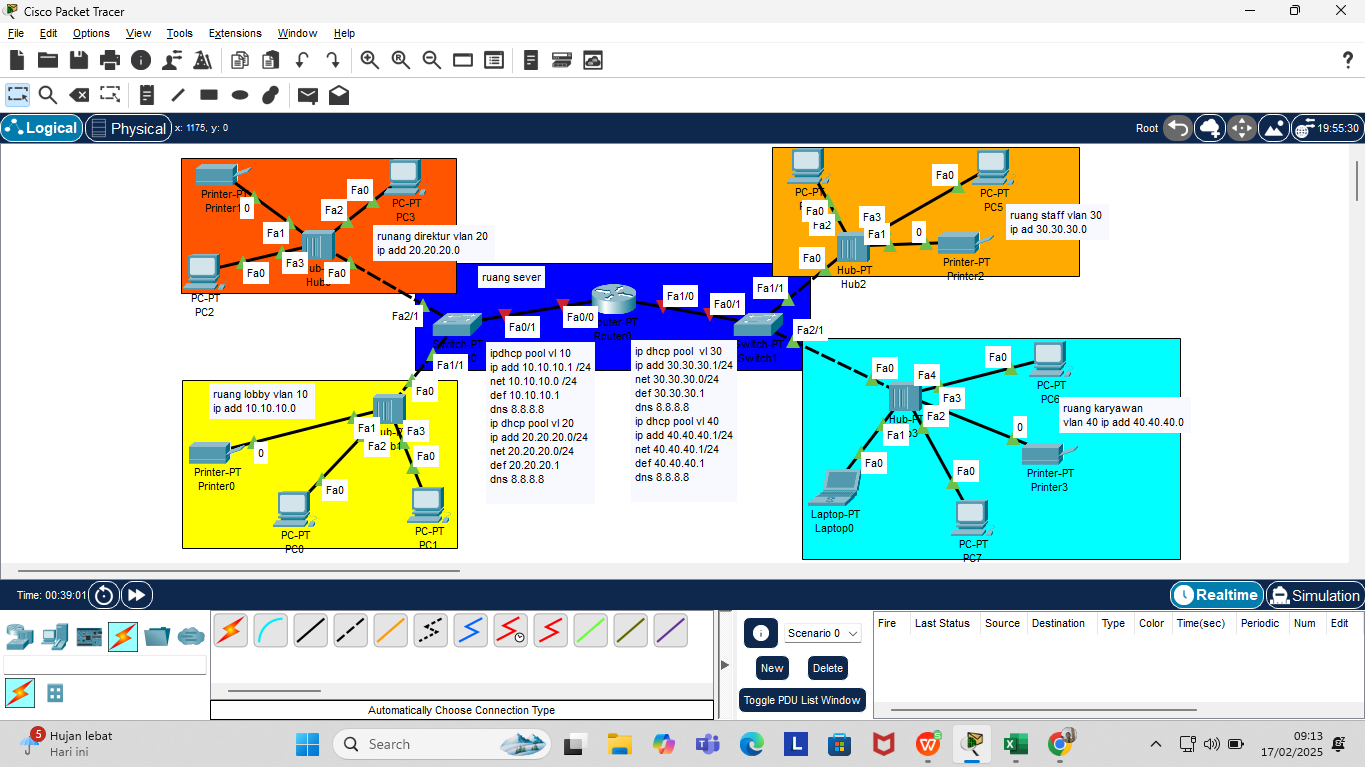 Cisco Packet Tracer
File Edit Options View Tools Extensions Window Help
Logical Physical x: 1175, y: 0 Root 19:55:30
Printer-PT
Printer1
0
Fa1
Fa2
Fa0
PC-PT
PC3
Fa3
Fa0
Fa0
PC-PT
PC2
runang direktur vlan 20
ip add 20.20.20.0
ruang sever
Fa2/1
Fa0/1
Fa0/0
Router0
Fa1/0
Fa0/1
Fa1/1
Fa2/1
Switch-PT
Switch1
Fa1/1
PC-PT
Fa0
Fa2
Fa3
Fa1
Fa0
0
Fa0
PC-PT
PC5
Hub-PT
Hub2
Printer-PT
Printer2
ruang staff vlan 30
ip ad 30.30.30.0
ipdhcp pool vl 10
ip add 10.10.10.1 /24
net 10.10.10.0 /24
def 10.10.10.1
dns 8.8.8.8
ip dhcp pool vl 20
ip add 20.20.20.0/24
net 20.20.20.0/24
def 20.20.20.1
dns 8.8.8.8
ip dhcp pool vl 30
ip add 30.30.30.1/24
net 30.30.30.0/24
def 30.30.30.1
dns 8.8.8.8
ip dhcp pool vl 40
ip add 40.40.40.1/24
net 40.40.40.1/24
def 40.40.40.1
dns 8.8.8.8
ruang lobby vlan 10
ip add 10.10.10.0
Fa0
Fa1
Fa2
Fa3
Fa0
Fa0
0
Printer-PT
Printer0
PC-PT
PC0
PC-PT
PC1
Fa0
Fa4
Fa3
Fa2
Fa1
Fa0
0
Fa0
Fa0
PC-PT
PC6
ruang karyawan
vlan 40 ip add 40.40.40.0
Printer-PT
Printer3
Laptop-PT
Laptop0
PC-PT
PC7
Time: 00:39:01 Realtime Simulation
Scenario 0
New Delete
Toggle PDU List Window
Fire Last Status Source Destination Type Color Time(sec) Periodic Num Edit
Automatically Choose Connection Type
5
Hujan lebat
Hari ini
Search
09:13
17/02/2025